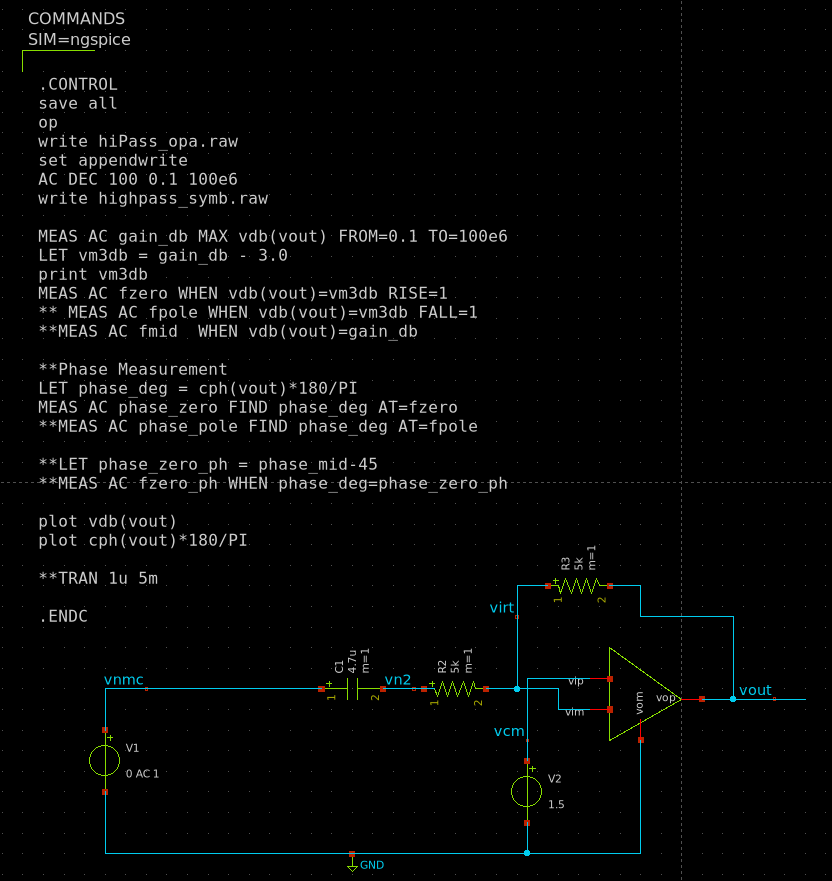 COMMANDS
SIM=ngspice
.CONTROL
save all
op
write hiPass_opa.raw
set appendwrite
AC DEC 100 0.1 100e6
write highpass_symb.raw
MEAS AC gain_db MAX vdb(vout) FROM=0.1 TO=100e6
LET vm3db = gain_db - 3.0
print vm3db
MEAS AC fzero WHEN vdb(vout)=vm3db RISE=1
** MEAS AC fpole WHEN vdb(vout)=vm3db FALL=1
**MEAS AC fmid  WHEN vdb(vout)=gain_db
**Phase Measurement
LET phase_deg = cph(vout)*180/PI
MEAS AC phase_zero FIND phase_deg AT=fzero
**MEAS AC phase_pole FIND phase_deg AT=fpole
**LET phase_zero_ph = phase_mid-45
**MEAS AC fzero_ph WHEN phase_deg=phase_zero_ph
plot vdb(vout)
plot cph(vout)*180/PI
**TRAN 1u 5m
.ENDC
R3
5k
m=1
+
1
2
virt
C1
4.7u
m=1
+
1
2
R2
5k
m=1
+
1
2
vnmc
vn2
vip
vim
vom
vop
vout
vcm
+
V1
0 AC 1
+
V2
1.5
GND